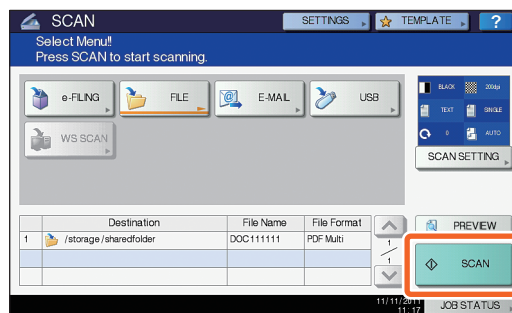 SCAN
SETTINGS
TEMPLATE
?
Select Menu!!
Press SCAN to start scanning.
e-FILING
FILE
E-MAIL
USB
WS SCAN
BLACK
200dpi
TEXT
SINGLE
0
AUTO
SCAN SETTING
Destination File Name File Format
1 /storage/sharedfolder DOC111111 PDF Multi
1
1
PREVIEW
SCAN
11/11/2011
11:17
JOB STATUS